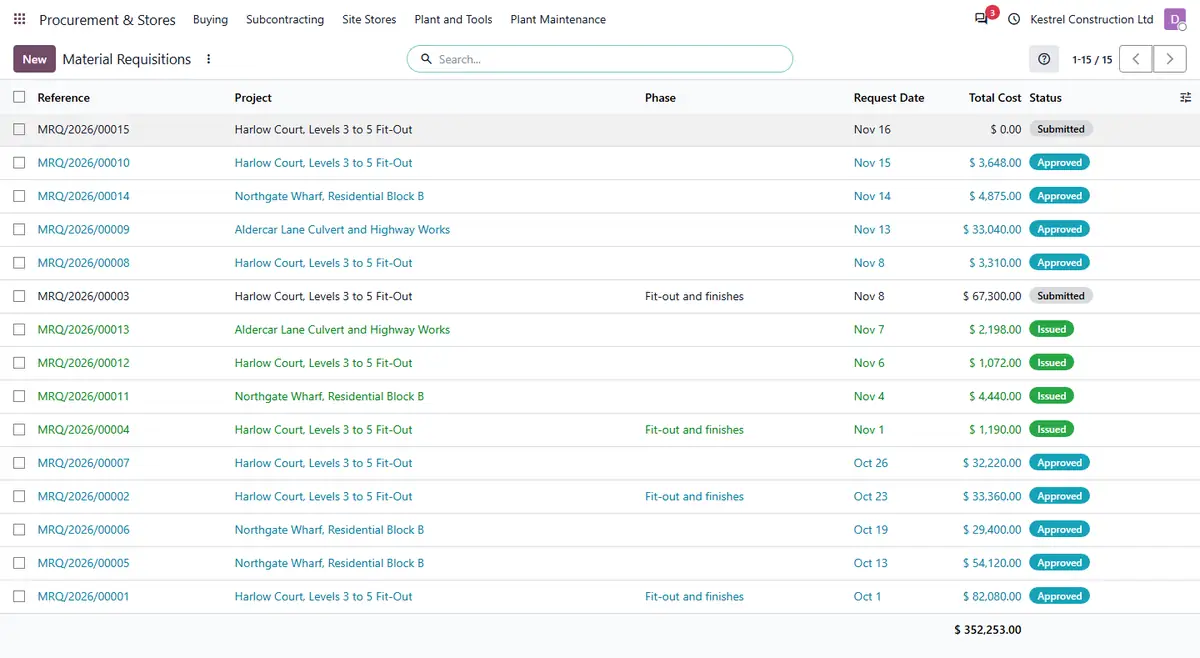 Procurement & Stores Buying Subcontracting Site Stores Plant and Tools Plant Maintenance 3 Kestrel Construction Ltd D
New Material Requisitions Search... 1-15 / 15
Reference Project Phase Request Date Total Cost Status
MRQ/2026/00015 Harlow Court, Levels 3 to 5 Fit-Out Nov 16 $ 0.00 Submitted
MRQ/2026/00010 Harlow Court, Levels 3 to 5 Fit-Out Nov 15 $ 3,648.00 Approved
MRQ/2026/00014 Northgate Wharf, Residential Block B Nov 14 $ 4,875.00 Approved
MRQ/2026/00009 Aldercar Lane Culvert and Highway Works Nov 13 $ 33,040.00 Approved
MRQ/2026/00008 Harlow Court, Levels 3 to 5 Fit-Out Nov 8 $ 3,310.00 Approved
MRQ/2026/00003 Harlow Court, Levels 3 to 5 Fit-Out Fit-out and finishes Nov 8 $ 67,300.00 Submitted
MRQ/2026/00013 Aldercar Lane Culvert and Highway Works Nov 7 $ 2,198.00 Issued
MRQ/2026/00012 Harlow Court, Levels 3 to 5 Fit-Out Nov 6 $ 1,072.00 Issued
MRQ/2026/00011 Northgate Wharf, Residential Block B Nov 4 $ 4,440.00 Issued
MRQ/2026/00004 Harlow Court, Levels 3 to 5 Fit-Out Fit-out and finishes Nov 1 $ 1,190.00 Issued
MRQ/2026/00007 Harlow Court, Levels 3 to 5 Fit-Out Oct 26 $ 32,220.00 Approved
MRQ/2026/00002 Harlow Court, Levels 3 to 5 Fit-Out Fit-out and finishes Oct 23 $ 33,360.00 Approved
MRQ/2026/00006 Northgate Wharf, Residential Block B Oct 19 $ 29,400.00 Approved
MRQ/2026/00005 Northgate Wharf, Residential Block B Oct 13 $ 54,120.00 Approved
MRQ/2026/00001 Harlow Court, Levels 3 to 5 Fit-Out Fit-out and finishes Oct 1 $ 82,080.00 Approved
$ 352,253.00